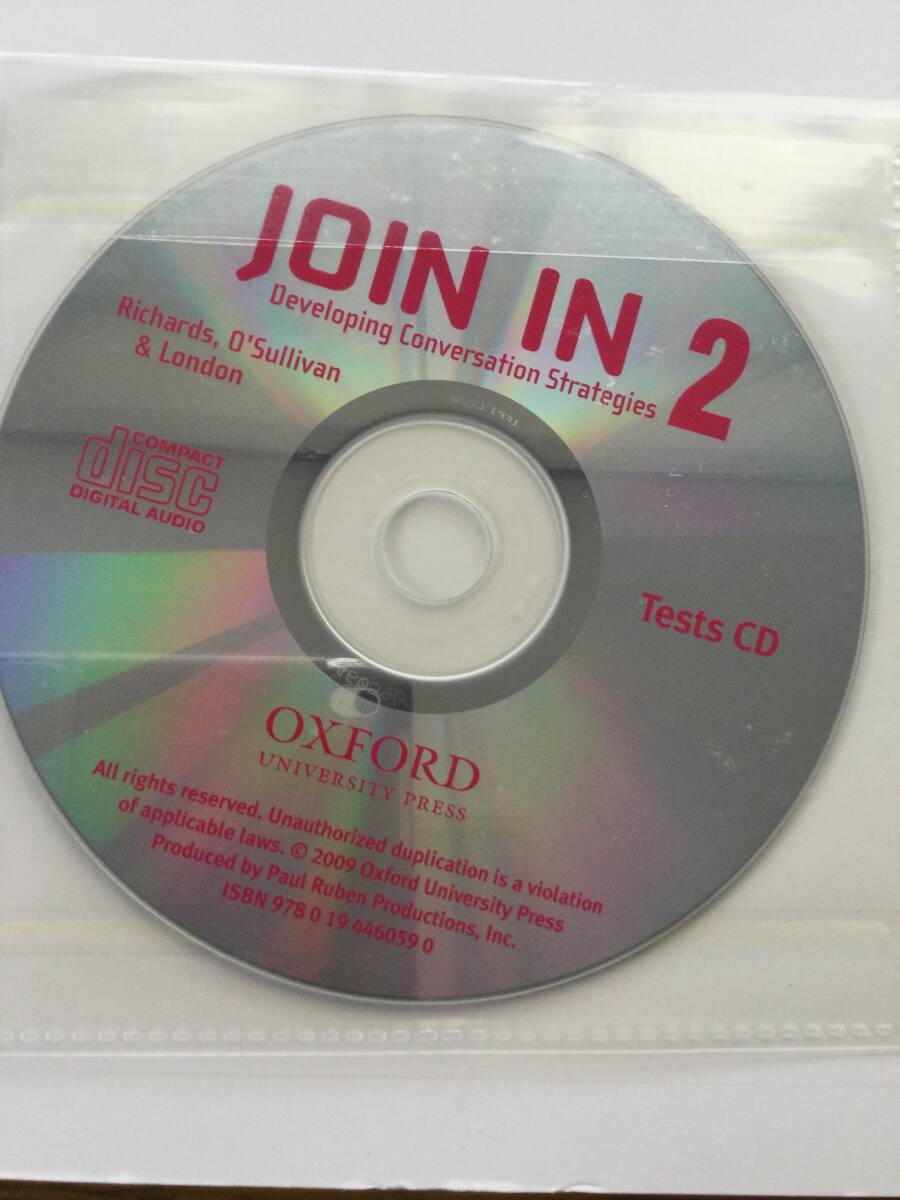 JOIN IN 2
Developing Conversation Strategies
Richards, O'Sullivan
& London
COMPACT
disc
DIGITAL AUDIO
Tests CD
OXFORD
UNIVERSITY PRESS
All rights reserved. Unauthorized duplication is a violation
of applicable laws. © 2009 Oxford University Press
Produced by Paul Ruben Productions, Inc.
ISBN 978 0 19 446059 0